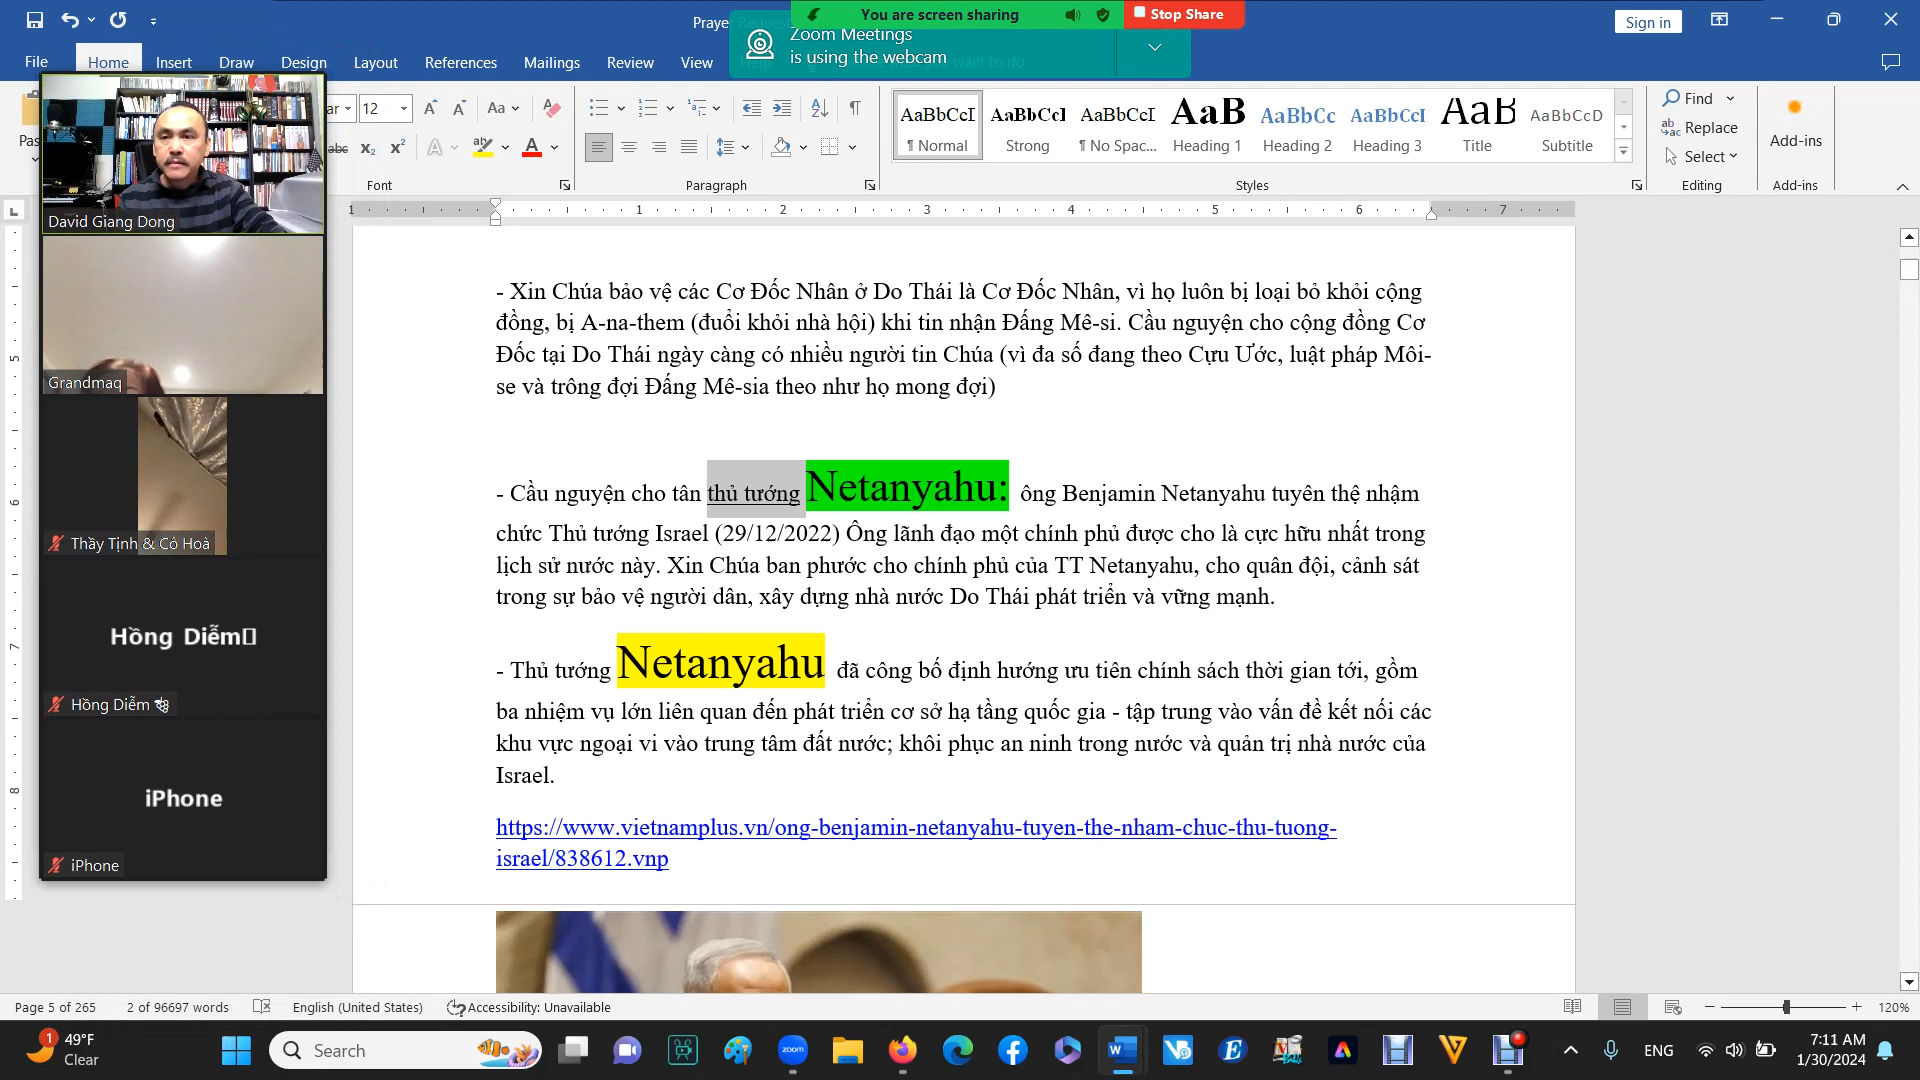 Praye
You are screen sharing
Stop Share
Zoom Meetings
is using the webcam
Sign in
File Home Insert Draw Design Layout References Mailings Review View
12
Aa
Find
Replace
Select
Add-ins
AaBbCcI AaBbCcI AaBbCcI AaB AaBbCc AaBbCcI AaB AaBbCcD
¶ Normal Strong ¶ No Spac... Heading 1 Heading 2 Heading 3 Title Subtitle
Font Paragraph Styles Editing Add-ins
1 1 2 3 4 5 6 7
David Giang Dong
Grandmaq
Thầy Tịnh & Cô Hoà
Hồng Diễm
Hồng Diễm
iPhone
iPhone
5
6
7
8
- Xin Chúa bảo vệ các Cơ Đốc Nhân ở Do Thái là Cơ Đốc Nhân, vì họ luôn bị loại bỏ khỏi cộng
đồng, bị A-na-them (đuổi khỏi nhà hội) khi tin nhận Đấng Mê-si. Cầu nguyện cho cộng đồng Cơ
Đốc tại Do Thái ngày càng có nhiều người tin Chúa (vì đa số đang theo Cựu Ước, luật pháp Môi-
se và trông đợi Đấng Mê-sia theo như họ mong đợi)
- Cầu nguyện cho tân thủ tướng Netanyahu: ông Benjamin Netanyahu tuyên thệ nhậm
chức Thủ tướng Israel (29/12/2022) Ông lãnh đạo một chính phủ được cho là cực hữu nhất trong
lịch sử nước này. Xin Chúa ban phước cho chính phủ của TT Netanyahu, cho quân đội, cảnh sát
trong sự bảo vệ người dân, xây dựng nhà nước Do Thái phát triển và vững mạnh.
- Thủ tướng Netanyahu đã công bố định hướng ưu tiên chính sách thời gian tới, gồm
ba nhiệm vụ lớn liên quan đến phát triển cơ sở hạ tầng quốc gia - tập trung vào vấn đề kết nối các
khu vực ngoại vi vào trung tâm đất nước; khôi phục an ninh trong nước và quản trị nhà nước của
Israel.
https://www.vietnamplus.vn/ong-benjamin-netanyahu-tuyen-the-nham-chuc-thu-tuong-
israel/838612.vnp
Page 5 of 265 2 of 96697 words English (United States) Accessibility: Unavailable 120%
1 49°F
Clear
Search
zoom
ENG
7:11 AM
1/30/2024